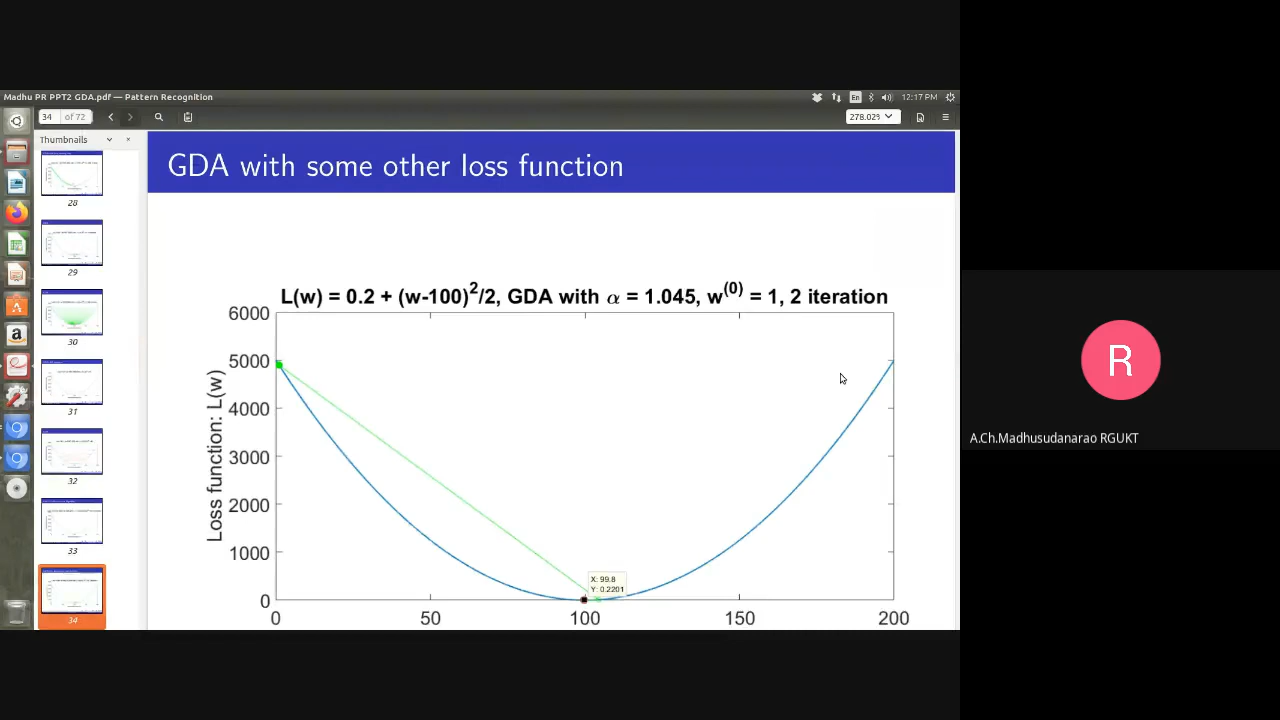 Madhu PR PPT2 GDA.pdf — Pattern Recognition
En
12:17 PM
34 of 72
278.02%
Thumbnails
28
29
30
31
32
33
34
GDA with some other loss function
L(w) = 0.2 + (w-100)^2/2, GDA with α = 1.045, w^(0) = 1, 2 iteration
Loss function: L(w)
6000
5000
4000
3000
2000
1000
0
X: 99.8
Y: 0.2201
0 50 100 150 200
R
A.Ch.Madhusudanarao RGUKT